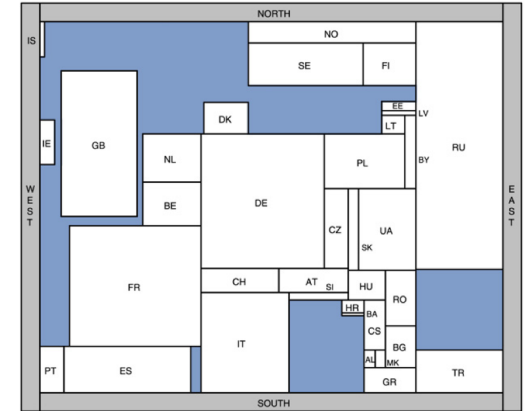 NORTH
IS
NO
SE
FI
EE
LV
DK
LT
IE
GB
NL
PL
BY
RU
WEST
EAST
BE
DE
CZ
SK
UA
FR
CH
AT
SI
HU
RO
HR
BA
CS
IT
BG
AL
MK
PT
ES
GR
TR
SOUTH